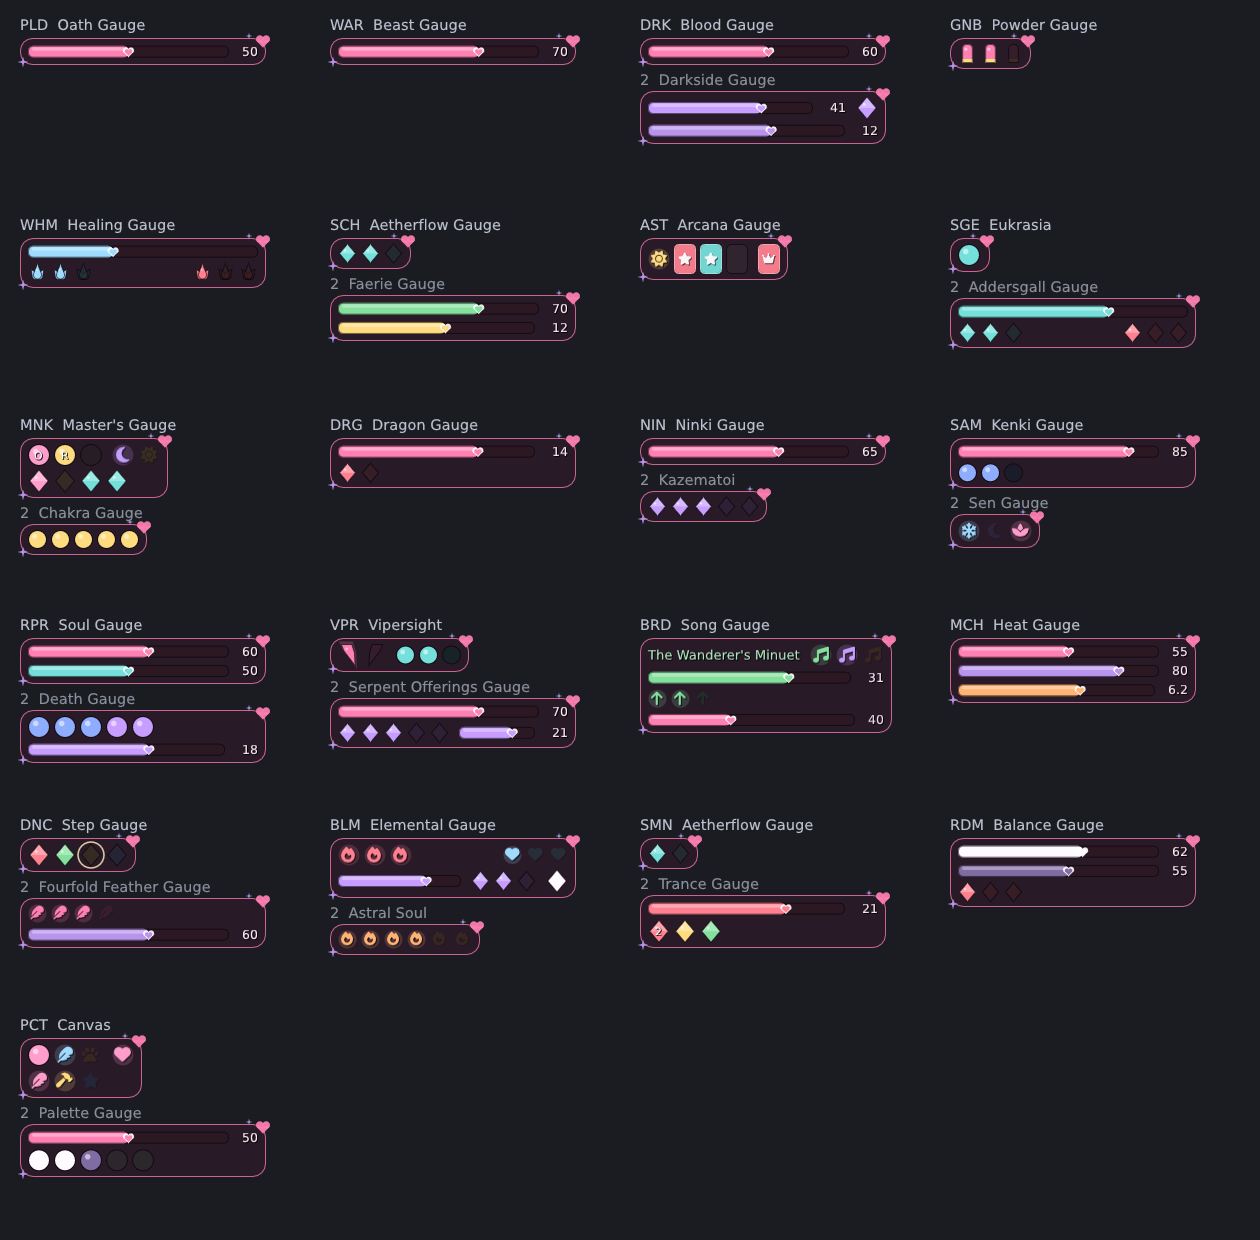 PLD Oath Gauge
50
WAR Beast Gauge
70
DRK Blood Gauge
60
2 Darkside Gauge
41
12
GNB Powder Gauge
WHM Healing Gauge
SCH Aetherflow Gauge
2 Faerie Gauge
70
12
AST Arcana Gauge
SGE Eukrasia
2 Addersgall Gauge
MNK Master's Gauge
O R
2 Chakra Gauge
DRG Dragon Gauge
14
NIN Ninki Gauge
65
2 Kazematoi
SAM Kenki Gauge
85
2 Sen Gauge
RPR Soul Gauge
60
50
2 Death Gauge
18
VPR Vipersight
2 Serpent Offerings Gauge
70
21
BRD Song Gauge
The Wanderer's Minuet
31
40
MCH Heat Gauge
55
80
6.2
DNC Step Gauge
2 Fourfold Feather Gauge
60
BLM Elemental Gauge
2 Astral Soul
SMN Aetherflow Gauge
2 Trance Gauge
21
2
RDM Balance Gauge
62
55
PCT Canvas
2 Palette Gauge
50